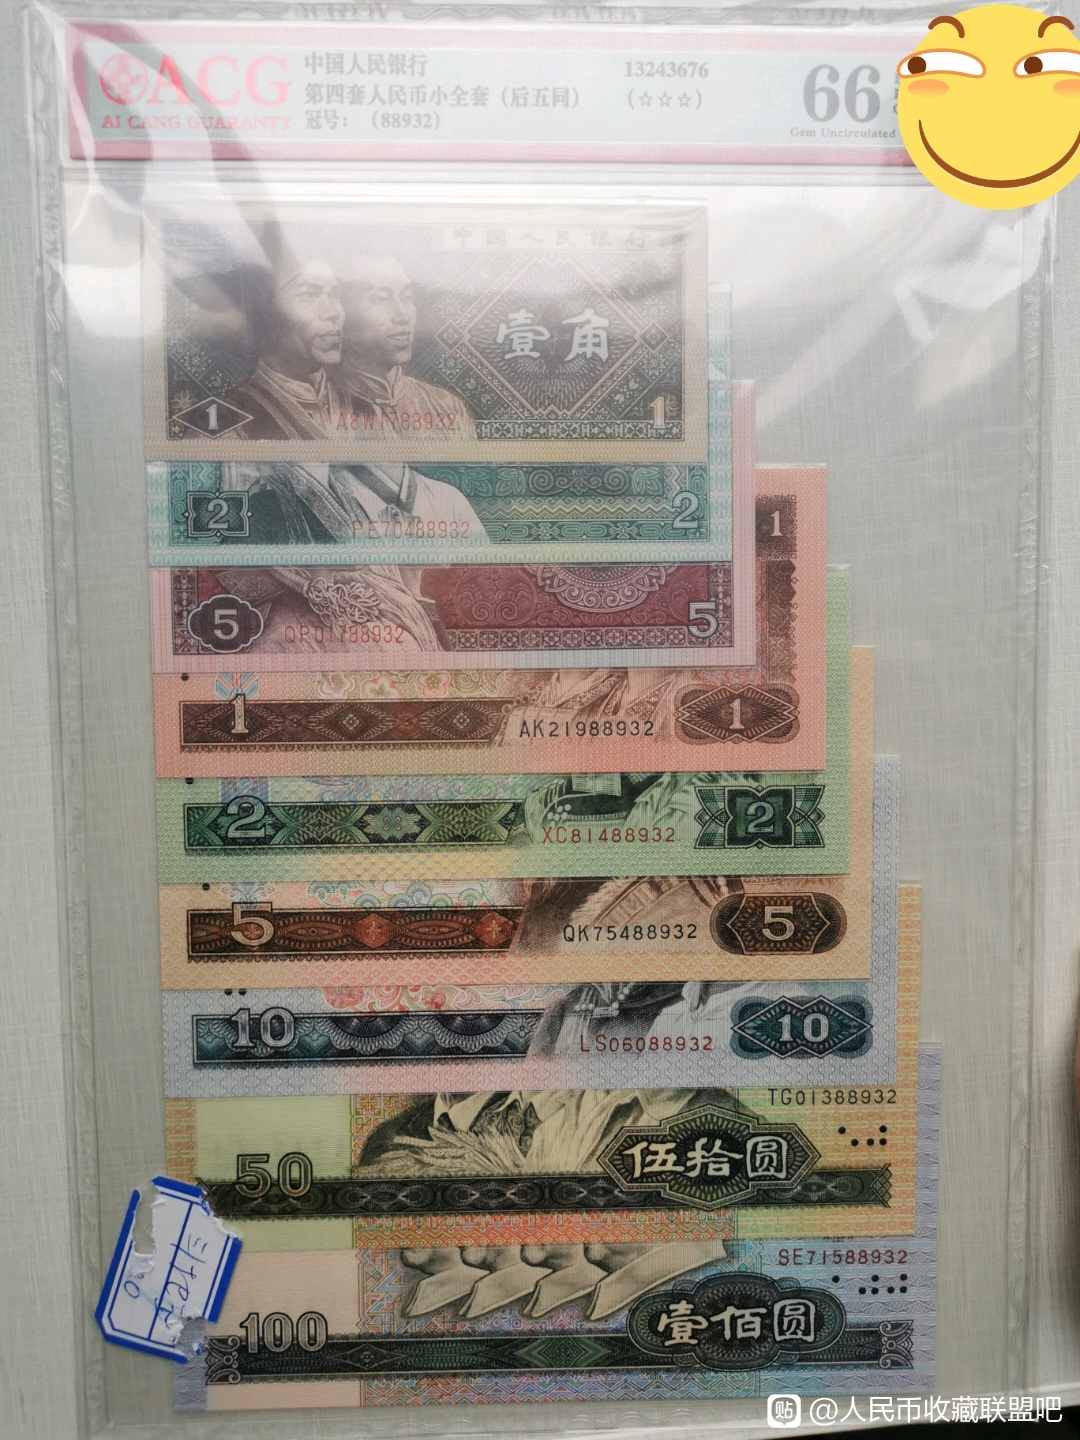 ACG
AI CANG GUARANTY
中国人民银行
第四套人民币小全套（后五同）
冠号：（88932）
13243676
(☆☆☆)
66
Gem Uncirculated
中国人民银行
壹角
1
1
2
2
PE70488932
5
5
QP01788932
1
1
AK21988932
1
2
XC81488932
2
5
QK75488932
5
10
LS06088932
10
TG01388932
50
伍拾圆
SE71588932
100
壹佰圆
贴 @人民币收藏联盟吧